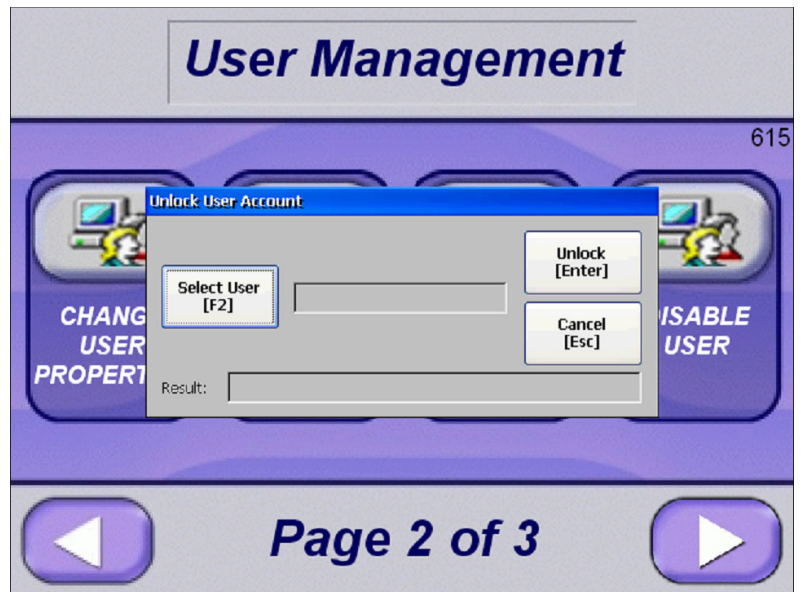 User Management
615
Unlock User Account
Unlock
[Enter]
Select User
[F2]
Cancel
[Esc]
Result:
CHANG
USER
PROPERT
ISABLE
USER
Page 2 of 3